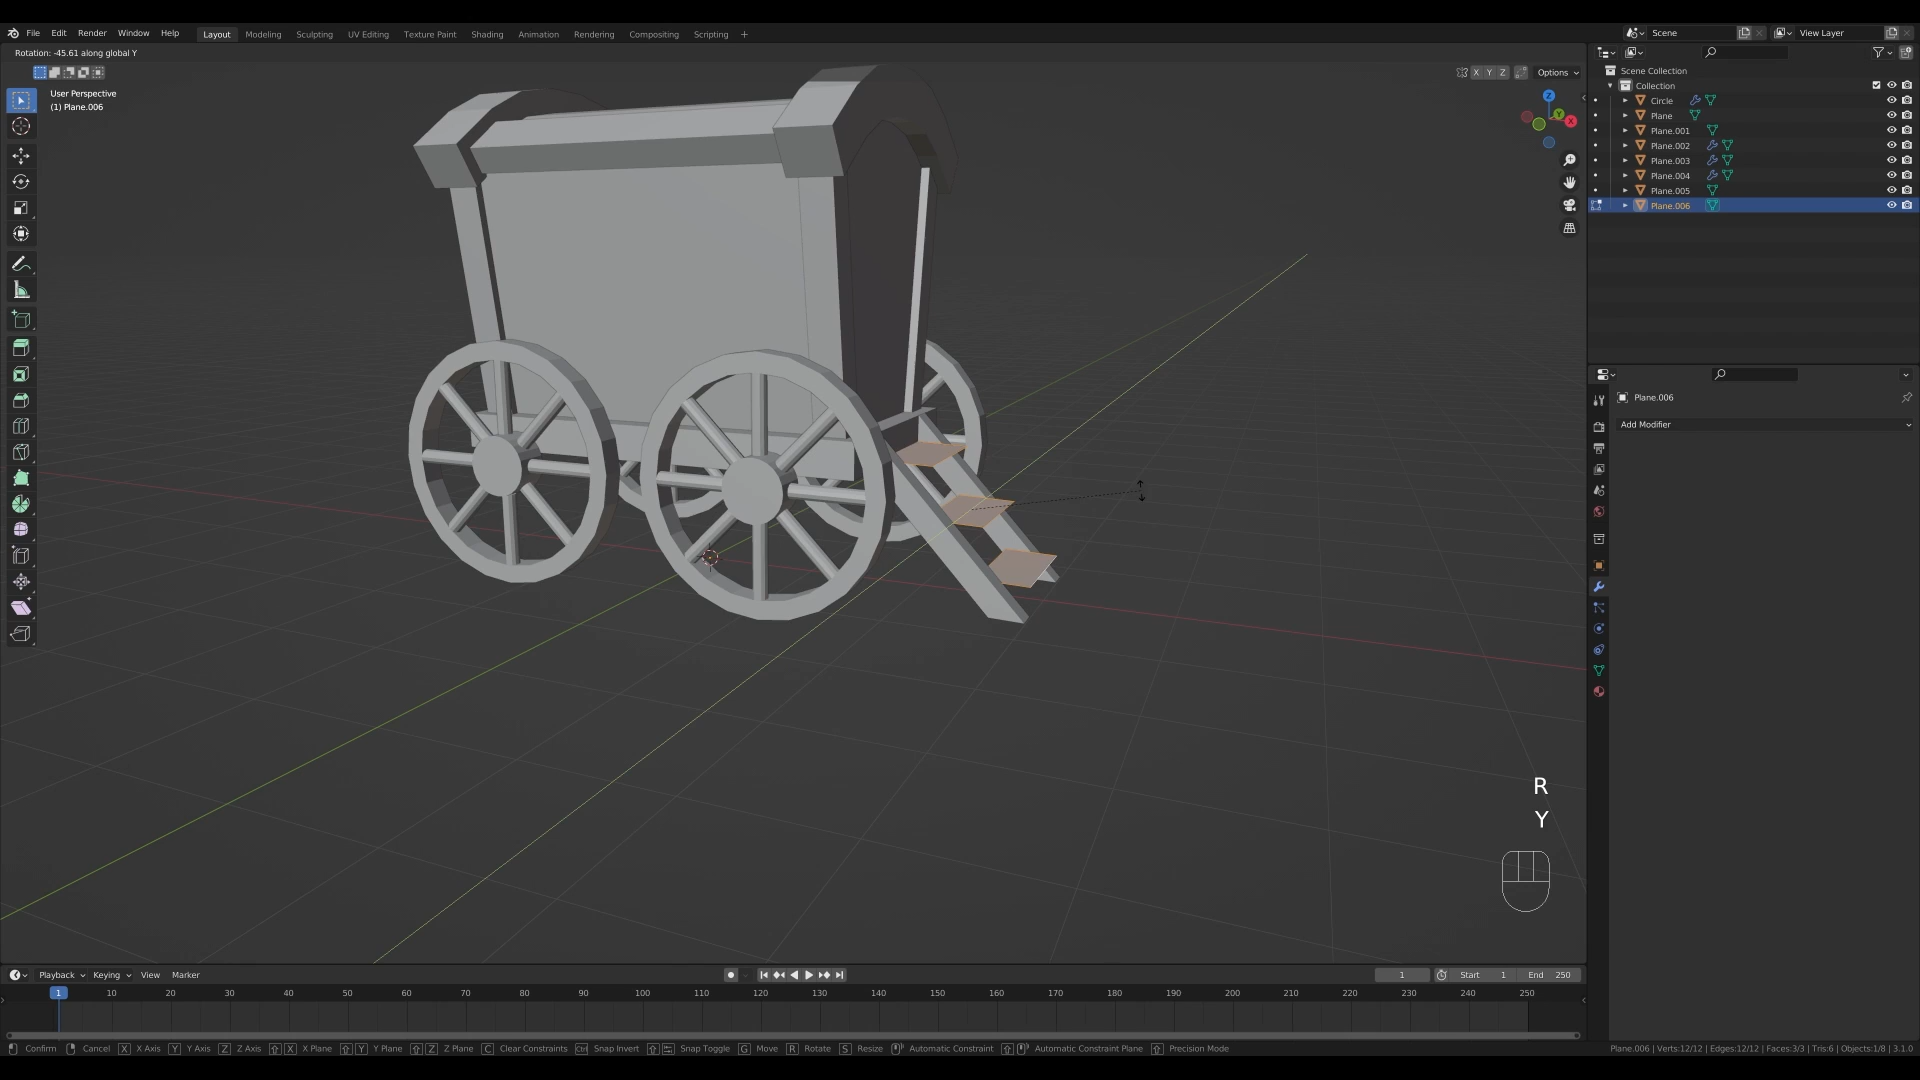 File Edit Render Window Help Layout Modeling Sculpting UV Editing Texture Paint Shading Animation Rendering Compositing Scripting +
Scene
View Layer
Rotation: -45.61 along global Y
X Y Z
Options
User Perspective
(1) Plane.006
Z
Y
X
Scene Collection
Collection
Circle
Plane
Plane.001
Plane.002
Plane.003
Plane.004
Plane.005
Plane.006
Plane.006
Add Modifier
R
Y
Playback Keying View Marker
1
Start 1
End 250
1 10 20 30 40 50 60 70 80 90 100 110 120 130 140 150 160 170 180 190 200 210 220 230 240 250
Confirm Cancel X X Axis Y Y Axis Z Z Axis X X Plane Y Y Plane Z Z Plane C Clear Constraints Ctrl Snap Invert Snap Toggle G Move R Rotate S Resize Automatic Constraint Automatic Constraint Plane Precision Mode
Plane.006 | Verts:12/12 | Edges:12/12 | Faces:3/3 | Tris:6 | Objects:1/8 | 3.1.0